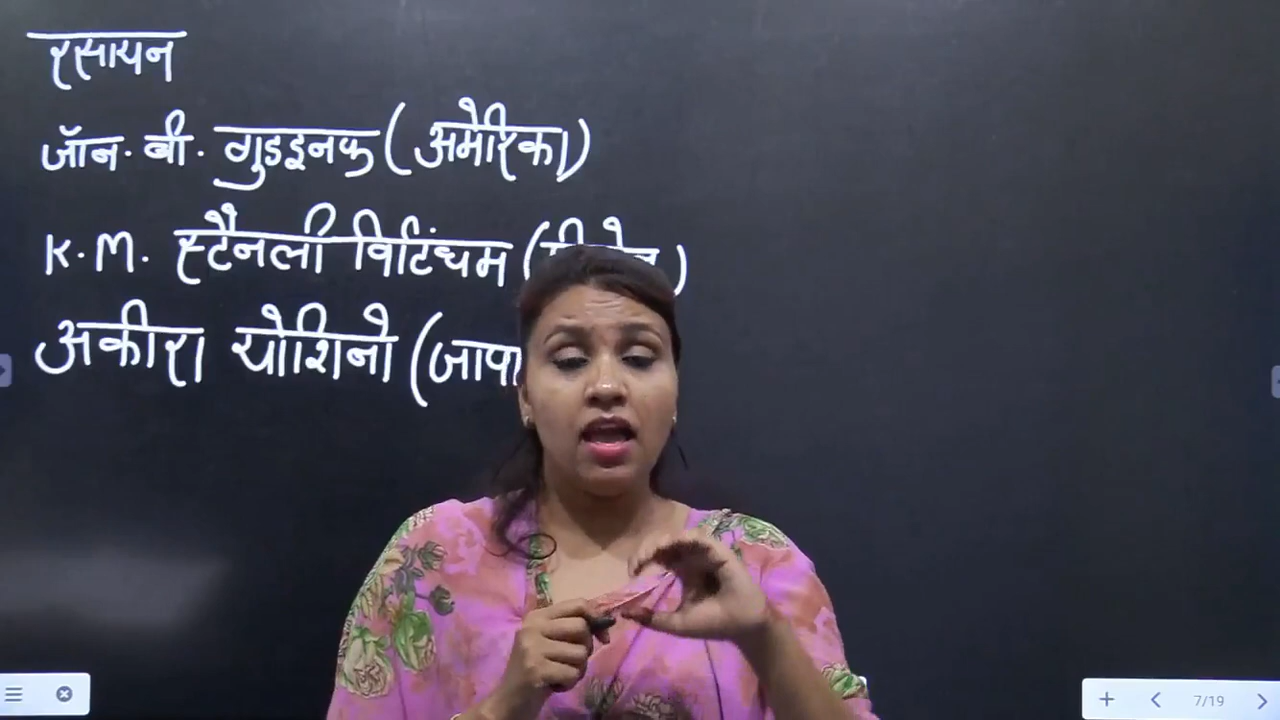 रसायन
जॉन. बी. गुडइनफ (अमेरिका)
K.M. स्टैनली विटिंघम ( )
अकीरा योशिनो (
7/19